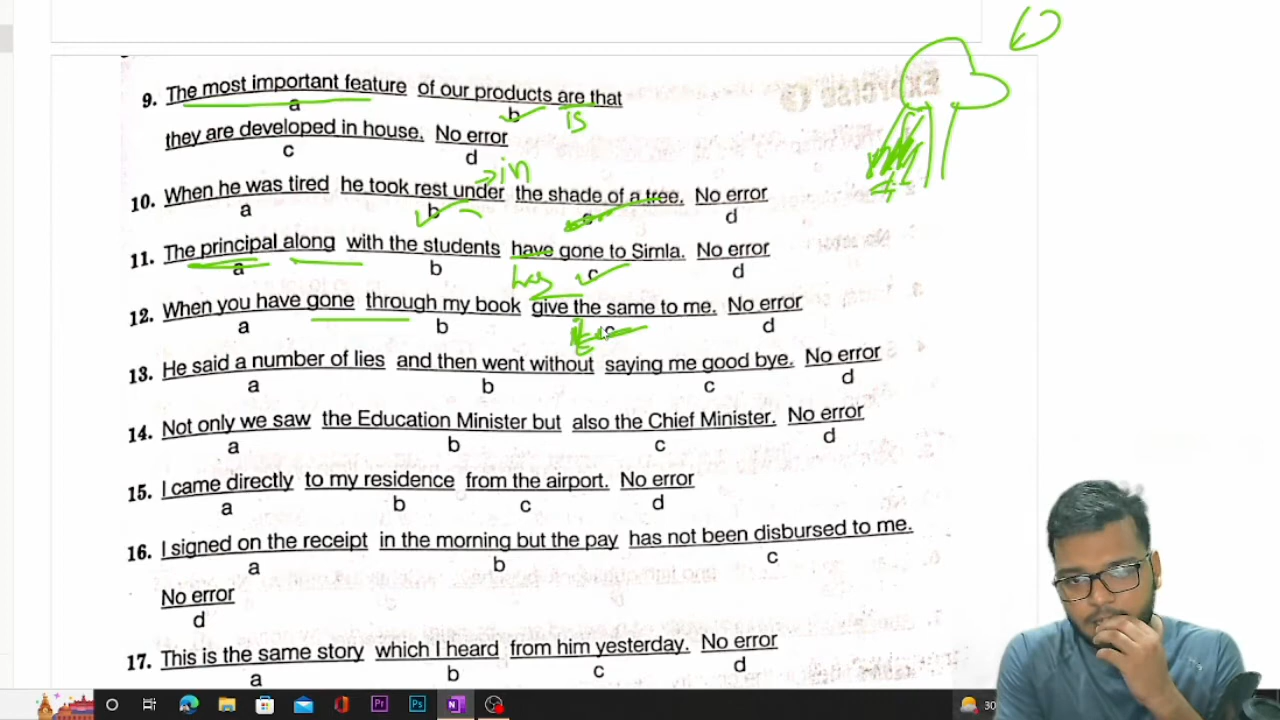 9. The most important feature of our products are that
a b is
they are developed in house. No error
c d
→in
10. When he was tired he took rest under the shade of a tree. No error
a b d
11. The principal along with the students have gone to Simla. No error
a b has c d
12. When you have gone through my book give the same to me. No error
a b it d
13. He said a number of lies and then went without saying me good bye. No error
a b c d
14. Not only we saw the Education Minister but also the Chief Minister. No error
a b c d
15. I came directly to my residence from the airport. No error
a b c d
16. I signed on the receipt in the morning but the pay has not been disbursed to me.
a b c
No error
d
17. This is the same story which I heard from him yesterday. No error
a b c d
Pr Ps N 30